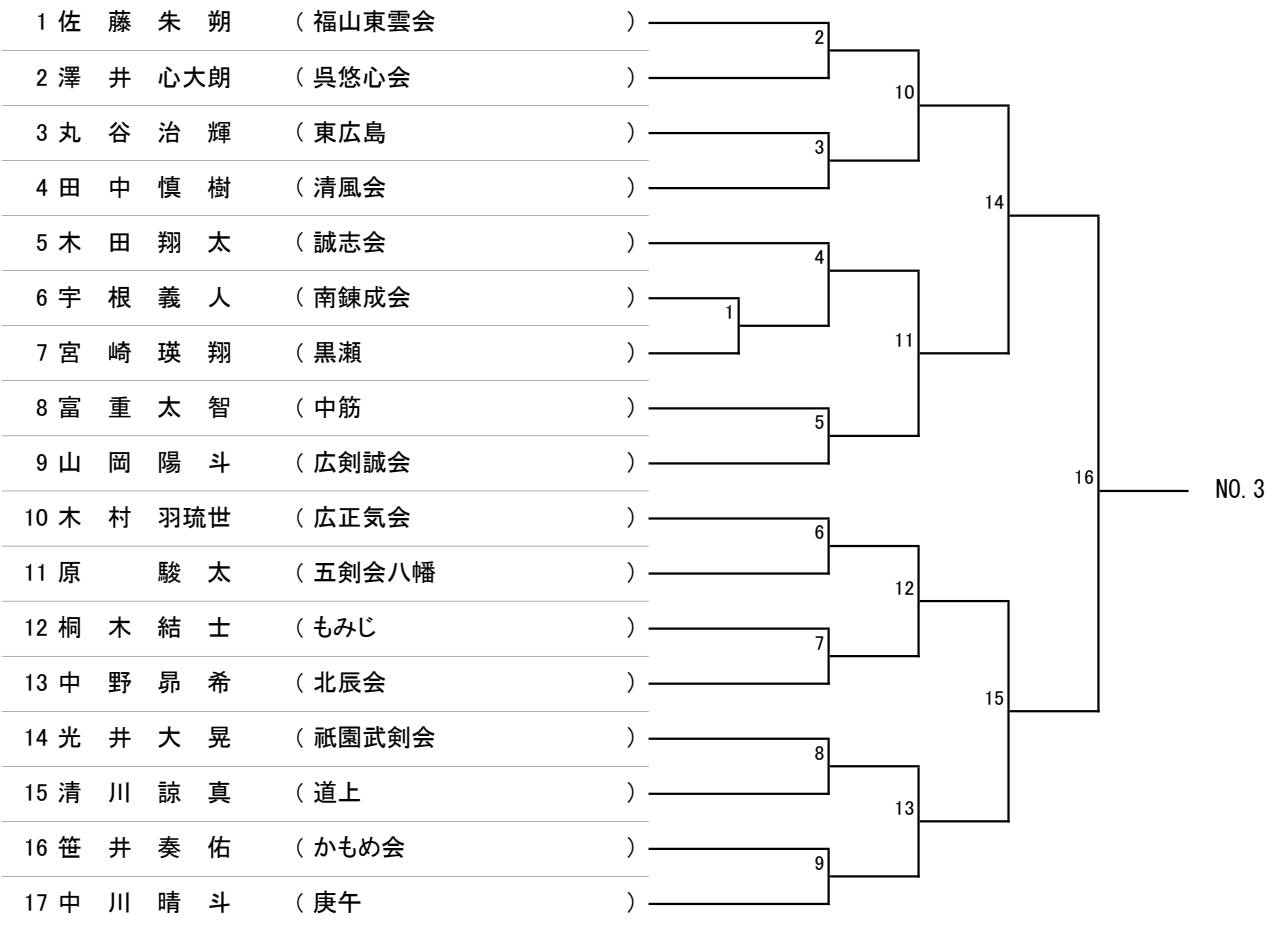 1 佐 藤 朱 朔 ( 福山東雲会 )
2 澤 井 心大朗 ( 呉悠心会 )
3 丸 谷 治 輝 ( 東広島 )
4 田 中 慎 樹 ( 清風会 )
5 木 田 翔 太 ( 誠志会 )
6 宇 根 義 人 ( 南錬成会 )
7 宮 崎 瑛 翔 ( 黒瀬 )
8 富 重 太 智 ( 中筋 )
9 山 岡 陽 斗 ( 広剣誠会 )
10 木 村 羽琉世 ( 広正気会 )
11 原 駿 太 ( 五剣会八幡 )
12 桐 木 結 士 ( もみじ )
13 中 野 昴 希 ( 北辰会 )
14 光 井 大 晃 ( 祇園武剣会 )
15 清 川 諒 真 ( 道上 )
16 笹 井 奏 佑 ( かもめ会 )
17 中 川 晴 斗 ( 庚午 )
1
2
3
4
5
6
7
8
9
10
11
12
13
14
15
16
NO.3